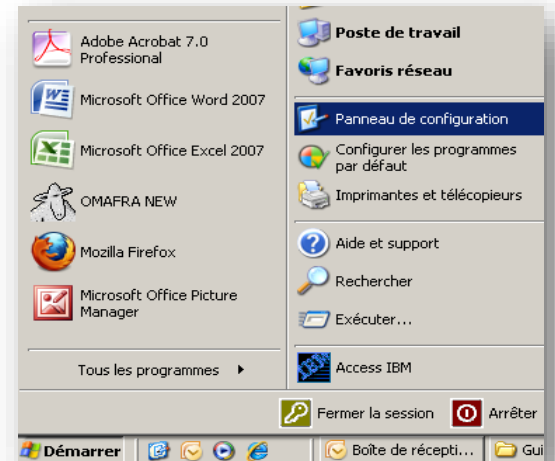 Adobe Acrobat 7.0
Professional
Microsoft Office Word 2007
Microsoft Office Excel 2007
OMAFRA NEW
Mozilla Firefox
Microsoft Office Picture
Manager
Tous les programmes
Poste de travail
Favoris réseau
Panneau de configuration
Configurer les programmes
par défaut
Imprimantes et télécopieurs
Aide et support
Rechercher
Exécuter...
Access IBM
Fermer la session
Arrêter
Démarrer
Boîte de récepti...
Gui